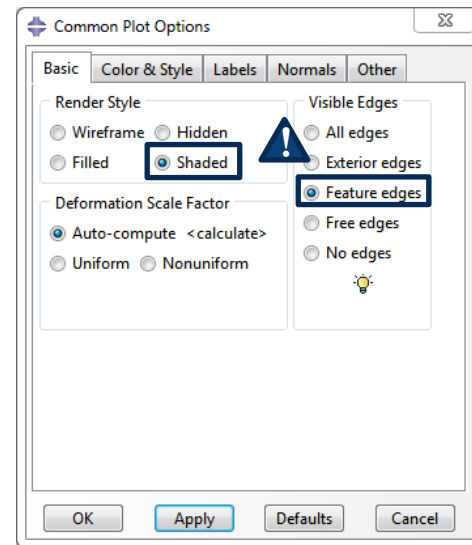 Common Plot Options
Basic Color & Style Labels Normals Other
Render Style
Wireframe Hidden
Filled Shaded
Deformation Scale Factor
Auto-compute <calculate>
Uniform Nonuniform
Visible Edges
All edges
Exterior edges
Feature edges
Free edges
No edges
OK Apply Defaults Cancel